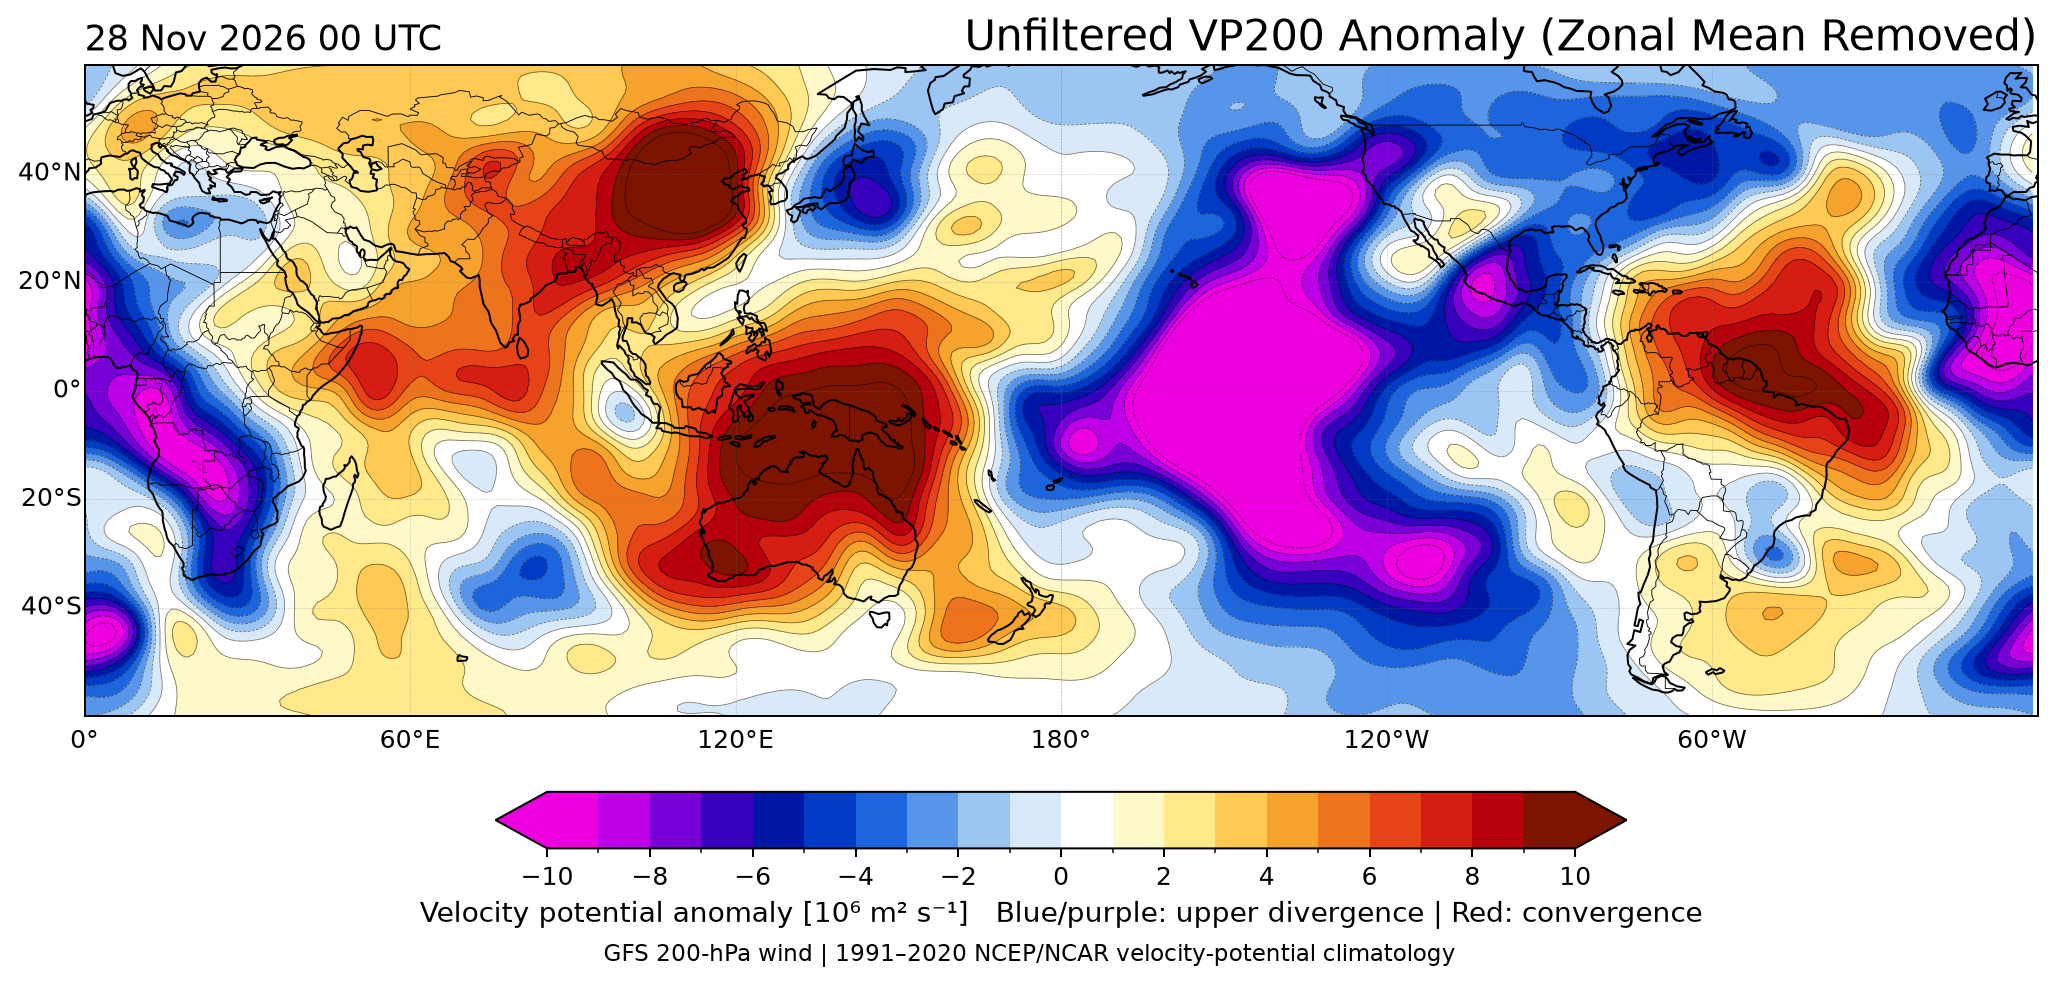 28 Nov 2026 00 UTC
Unfiltered VP200 Anomaly (Zonal Mean Removed)
40°N
20°N
0°
20°S
40°S
0°
60°E
120°E
180°
120°W
60°W
−10
−8
−6
−4
−2
0
2
4
6
8
10
Velocity potential anomaly [10⁶ m² s⁻¹]   Blue/purple: upper divergence | Red: convergence
GFS 200-hPa wind | 1991–2020 NCEP/NCAR velocity-potential climatology